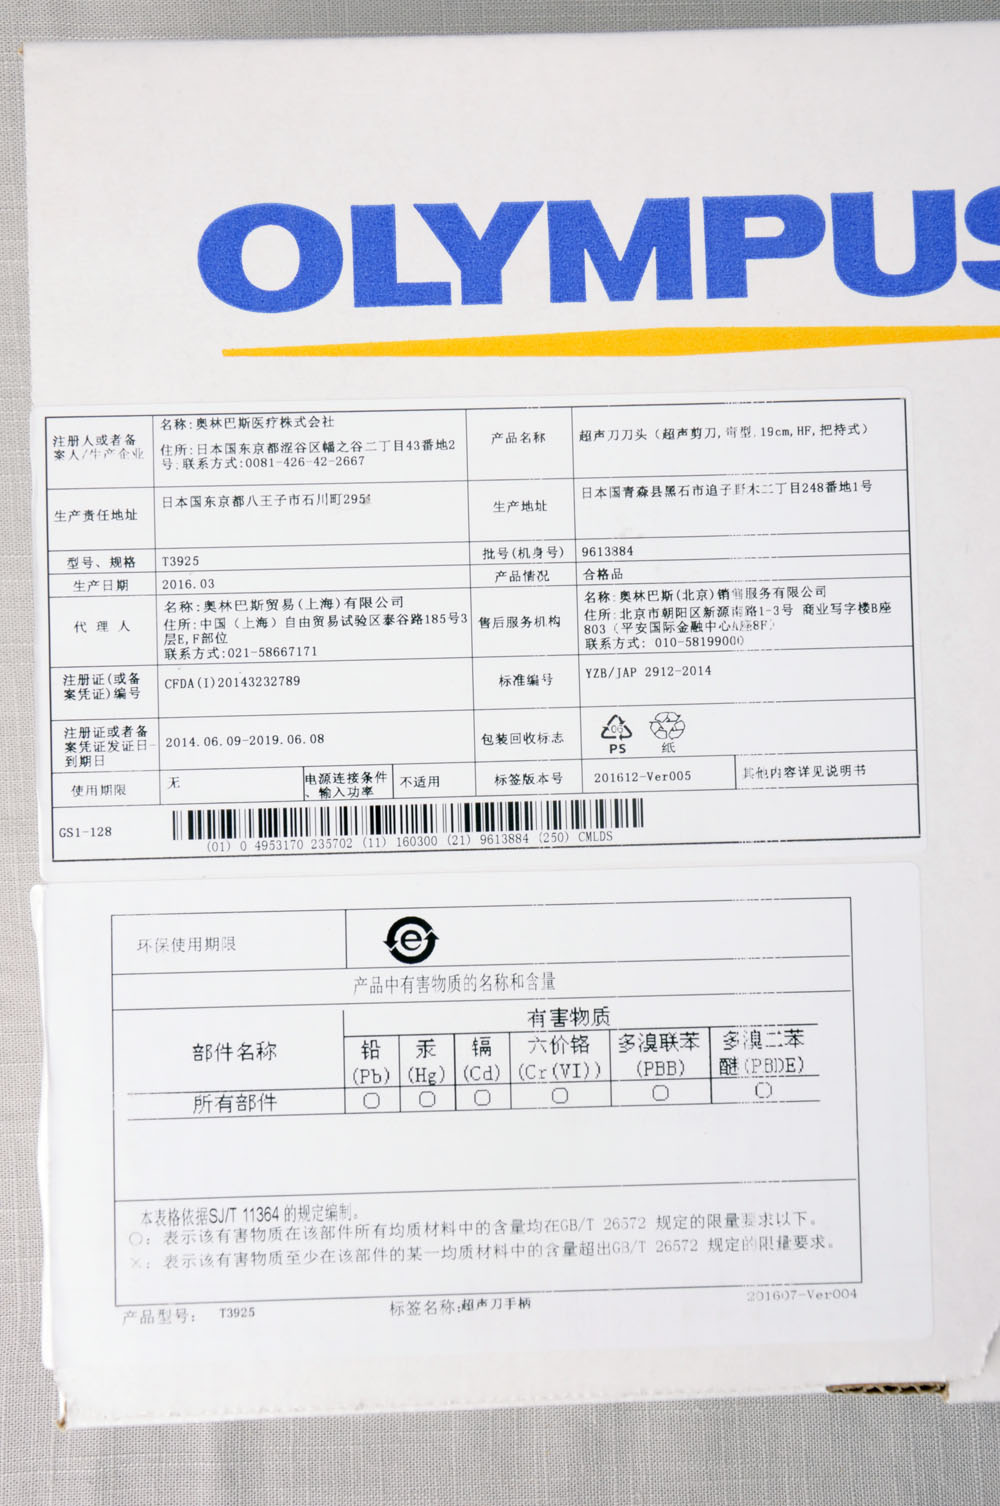 OLYMPUS
注册人或者备
案人/生产企业
名称:奥林巴斯医疗株式会社
住所:日本国东京都涩谷区幡之谷二丁目43番地2
号;联系方式:0081-426-42-2667
产品名称
超声刀刀头(超声剪刀, 型.19cm,HF,把持式)
生产责任地址
日本国东京都八王子市石川町295
生产地址
日本国青森县黑石市追子野木二丁目248番地1号
型号、规格
T3925
批号(机身号)
9613884
生产日期
2016.03
产品情况
合格品
代 理 人
名称:奥林巴斯贸易(上海)有限公司
住所:中国(上海)自由贸易试验区泰谷路185号3
层E,F部位
联系方式:021-58667171
售后服务机构
名称:奥林巴斯(北京)销售服务有限公司
住所:北京市朝阳区新源南路1-3号 商业写字楼B座
803(平安国际金融中心A座8F)
联系方式: 010-58199000
注册证(或备
案凭证)编号
CFDA(I)20143232789
标准编号
YZB/JAP 2912-2014
注册证或者备
案凭证发证日-
到期日
2014.06.09-2019.06.08
包装回收标志
06
PS
纸
使用期限
无
电源连接条件
、输入功率
不适用
标签版本号
201612-Ver005
其他内容详见说明书
GS1-128
(01) 0 4953170 235702 (11) 160300 (21) 9613884 (250) CMLDS
环保使用期限
e
产品中有害物质的名称和含量
部件名称
有害物质
铅
(Pb)
汞
(Hg)
镉
(Cd)
六价铬
(Cr(VI))
多溴联苯
(PBB)
多溴二苯
醚(PBDE)
所有部件
○ ○ ○ ○ ○ ○
本表格依据SJ/T 11364 的规定编制。
○: 表示该有害物质在该部件所有均质材料中的含量均在GB/T 26572 规定的限量要求以下。
×: 表示该有害物质至少在该部件的某一均质材料中的含量超出GB/T 26572 规定的限量要求。
产品型号: T3925
标签名称:超声刀手柄
201607-Ver004